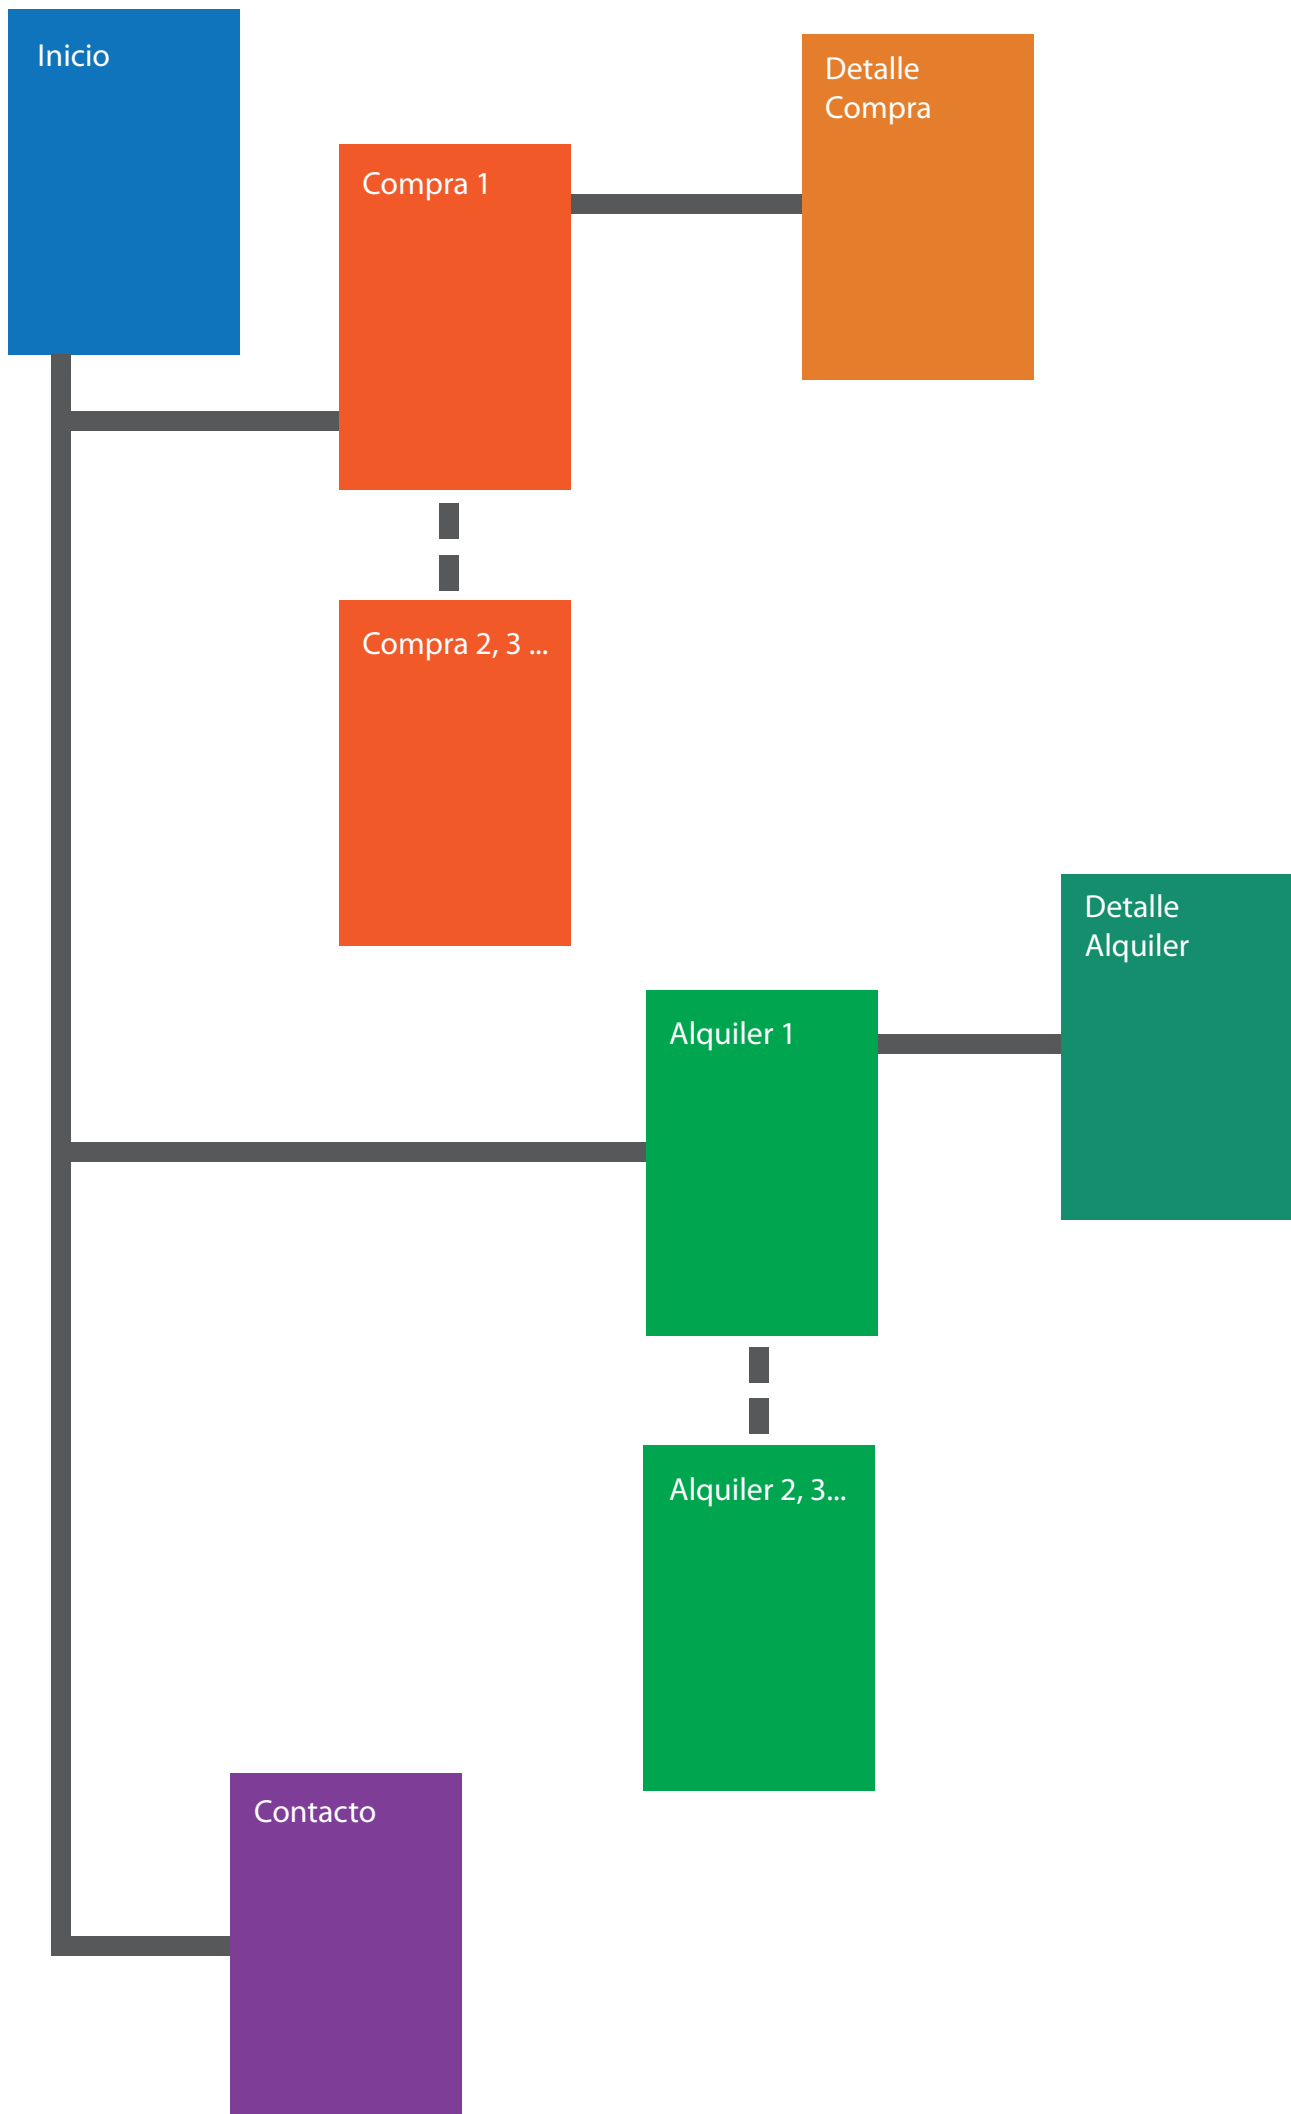 Inicio
Detalle
Compra
Compra 1
Compra 2, 3 ...
Detalle
Alquiler
Alquiler 1
Alquiler 2, 3...
Contacto